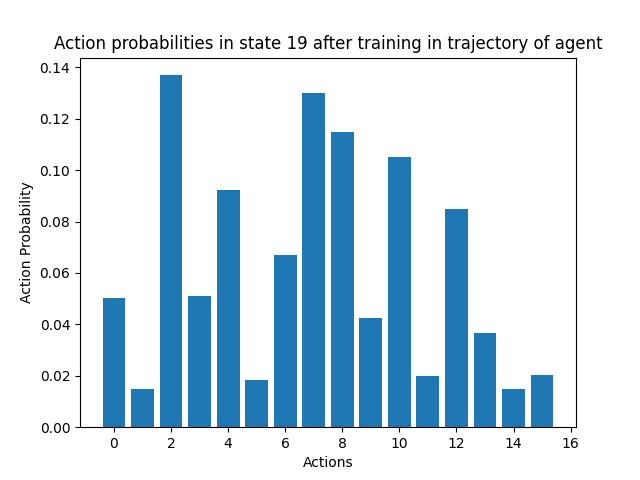 Action probabilities in state 19 after training in trajectory of agent
0.14
0.12
0.10
0.08
0.06
0.04
0.02
0.00
Action Probability
0 2 4 6 8 10 12 14 16
Actions